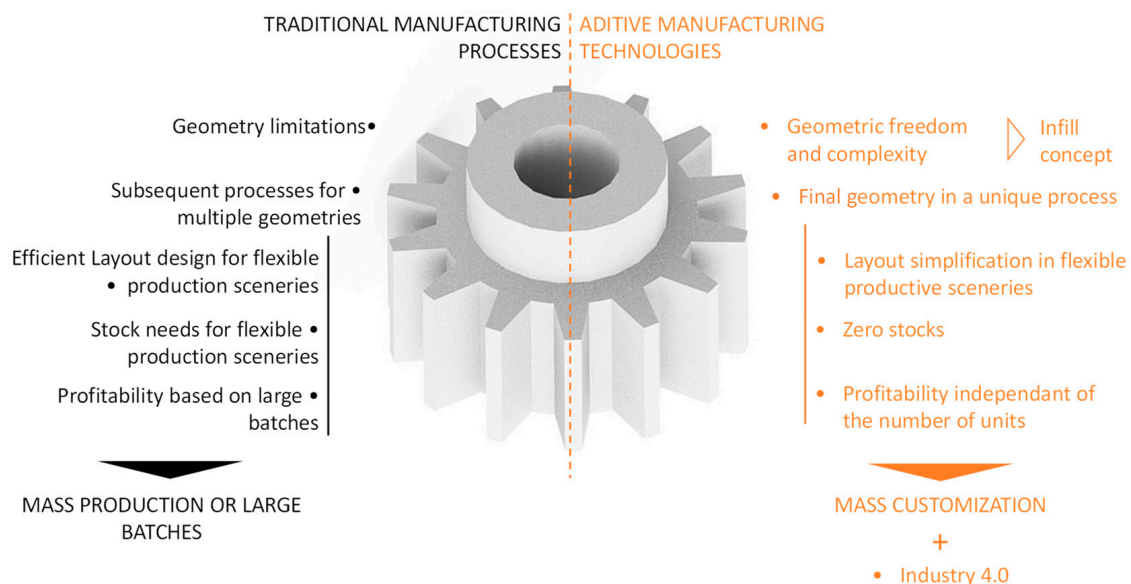 TRADITIONAL MANUFACTURING
PROCESSES
Geometry limitations•
Subsequent processes for •
multiple geometries
Efficient Layout design for flexible
• production sceneries
Stock needs for flexible •
production sceneries
Profitability based on large •
batches
MASS PRODUCTION OR LARGE
BATCHES
ADITIVE MANUFACTURING
TECHNOLOGIES
• Geometric freedom
and complexity
Infill
concept
• Final geometry in a unique process
• Layout simplification in flexible
productive sceneries
• Zero stocks
• Profitability independant of
the number of units
MASS CUSTOMIZATION
+
• Industry 4.0